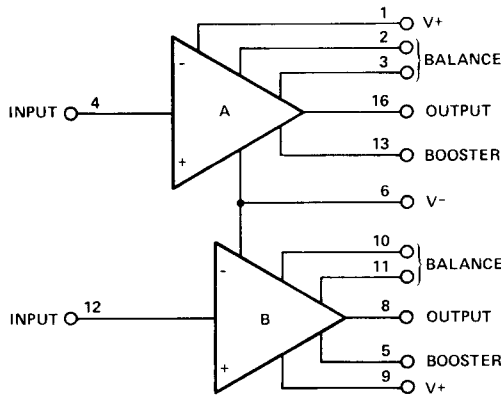 1 V+
2
3
BALANCE
-
INPUT 4
A
16 OUTPUT
+
13 BOOSTER
6 V-
10
11
BALANCE
-
INPUT 12
B
8 OUTPUT
+
5 BOOSTER
9 V+